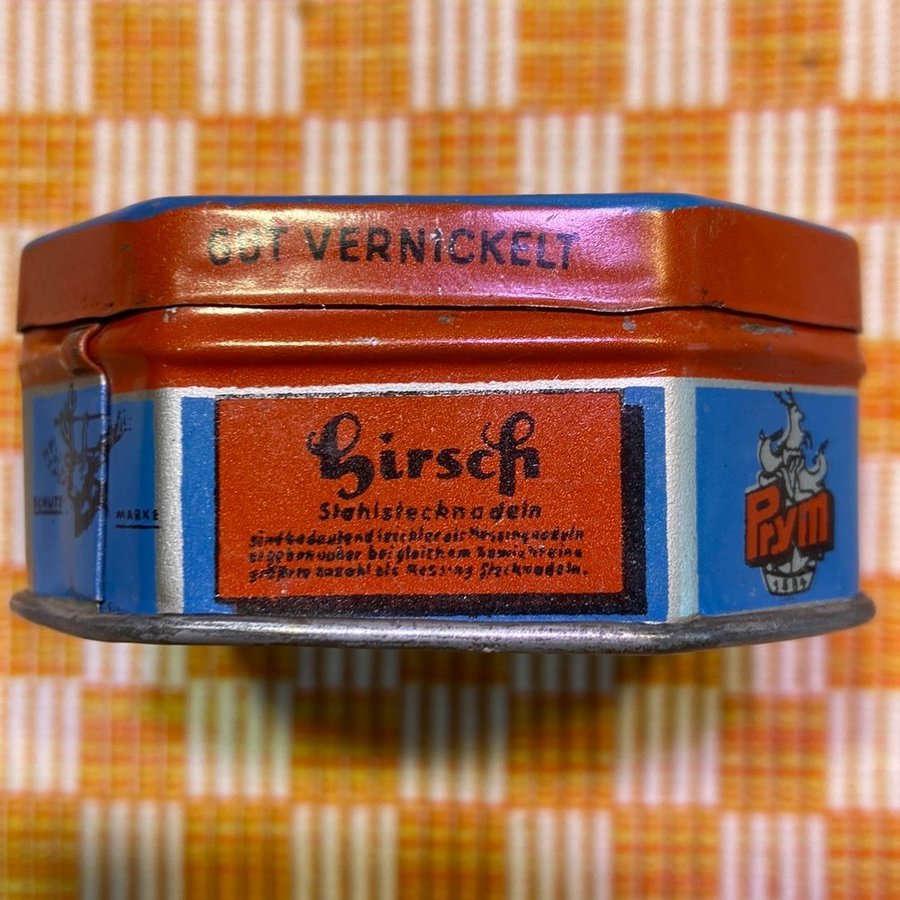 GUT VERNICKELT
Hirsch
Stahlstecknadeln
sind bedeutend leichter als Messingnadeln
ergeben daher bei gleichem Gewicht eine
größere Anzahl als Messing Stecknadeln.
SCHUTZ
MARKE
Prym